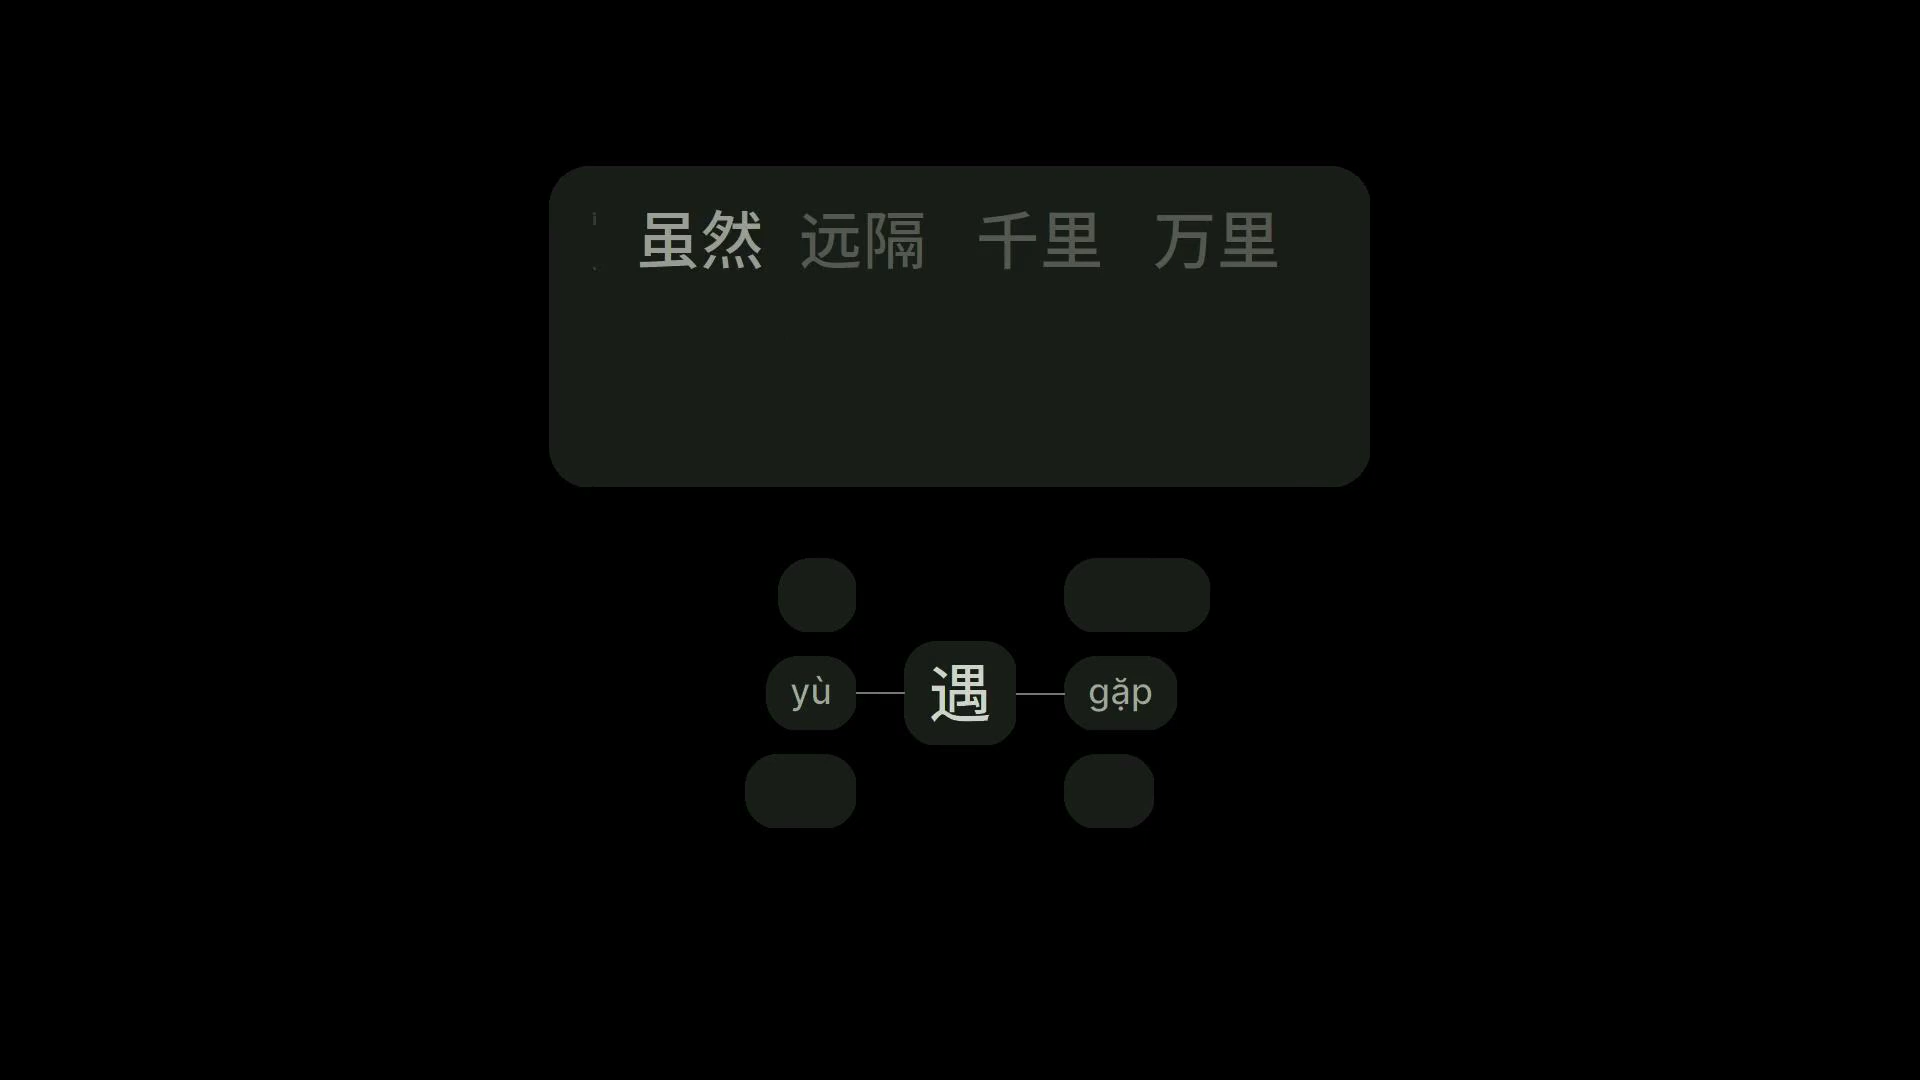 虽然 远隔 千里 万里
yù 遇 gặp